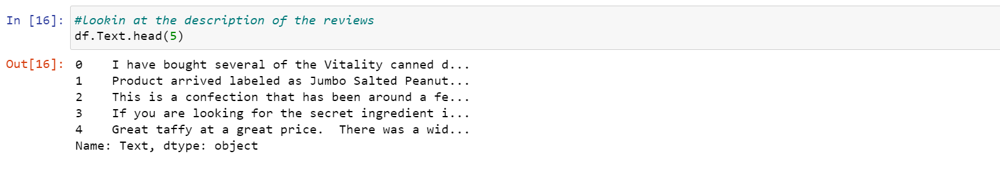 In [16]: #lookin at the description of the reviews
df.Text.head(5)
Out[16]: 0    I have bought several of the Vitality canned d...
1    Product arrived labeled as Jumbo Salted Peanut...
2    This is a confection that has been around a fe...
3    If you are looking for the secret ingredient i...
4    Great taffy at a great price.  There was a wid...
Name: Text, dtype: object